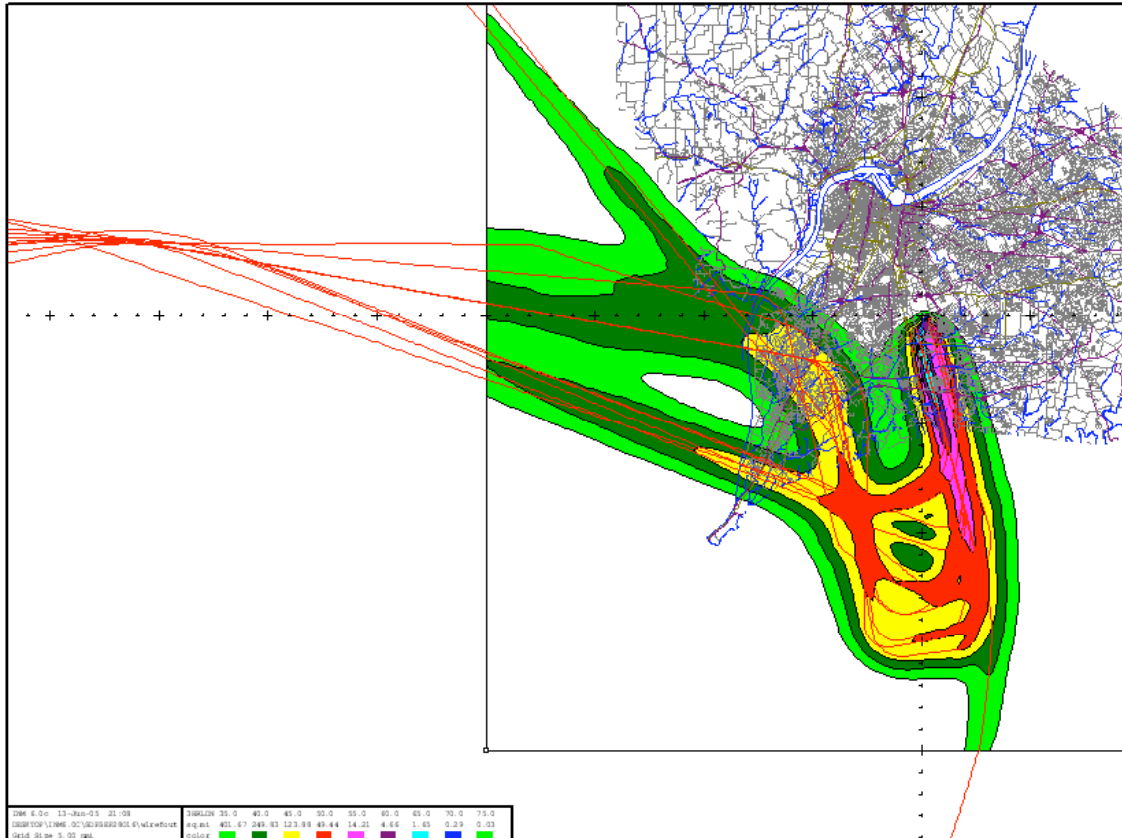 INM 6.0c 13-Jun-05 21:08
35.0 40.0 45.0 50.0 55.0 60.0 65.0 70.0 75.0
sq.mi 401.67 249.83 123.88 49.44 14.21 4.66 1.65 0.29 0.03
Grid Size 5.00 nmi
color